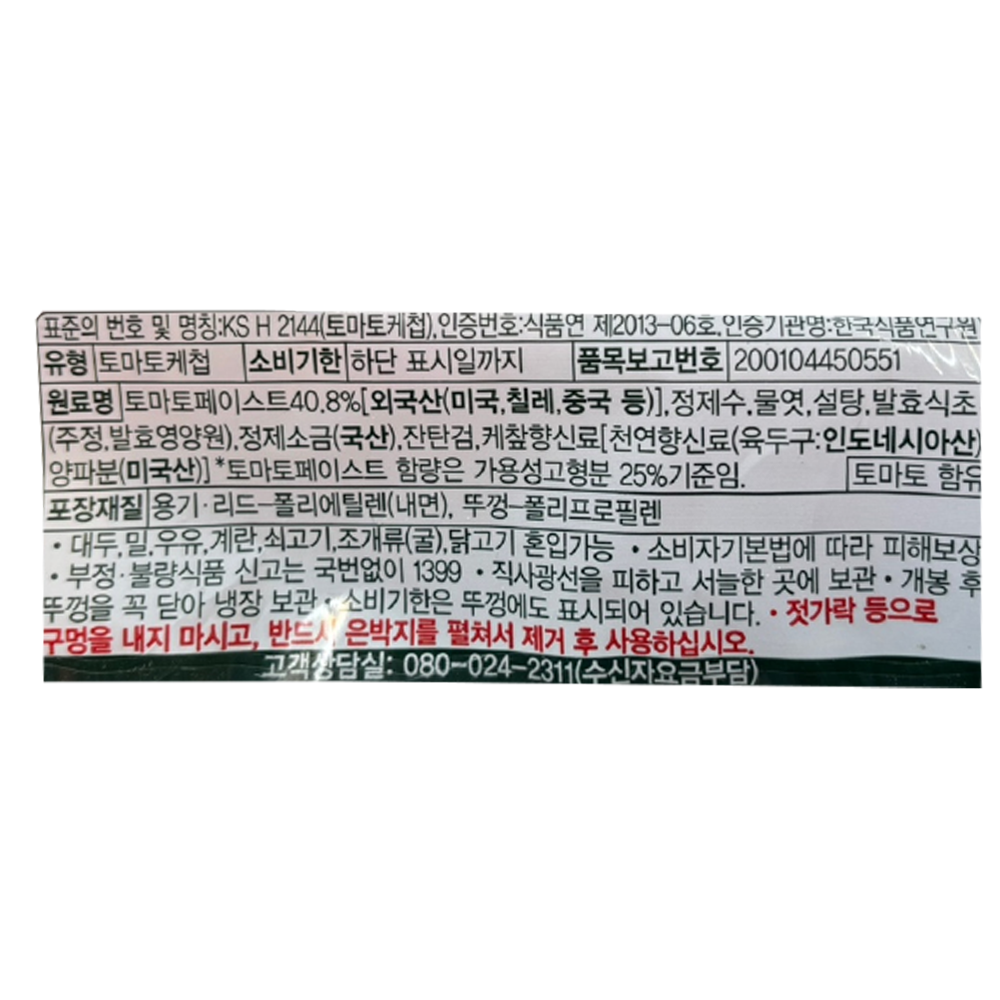 표준의 번호 및 명칭:KS H 2144(토마토케첩),인증번호:식품연 제2013-06호,인증기관명:한국식품연구원
유형 토마토케첩 소비기한 하단 표시일까지 품목보고번호 200104450551
원료명 토마토페이스트40.8%[외국산(미국,칠레,중국 등)],정제수,물엿,설탕,발효식초
(주정,발효영양원),정제소금(국산),잔탄검,케찹향신료[천연향신료(육두구:인도네시아산)
양파분(미국산)] *토마토페이스트 함량은 가용성고형분 25%기준임. 토마토 함유
포장재질 용기·리드-폴리에틸렌(내면), 뚜껑-폴리프로필렌
• 대두,밀,우유,계란,쇠고기,조개류(굴),닭고기 혼입가능 • 소비자기본법에 따라 피해보상
• 부정·불량식품 신고는 국번없이 1399 • 직사광선을 피하고 서늘한 곳에 보관 • 개봉 후
뚜껑을 꼭 닫아 냉장 보관 • 소비기한은 뚜껑에도 표시되어 있습니다. • 젓가락 등으로
구멍을 내지 마시고, 반드시 은박지를 펼쳐서 제거 후 사용하십시오.
고객상담실: 080-024-2311(수신자요금부담)